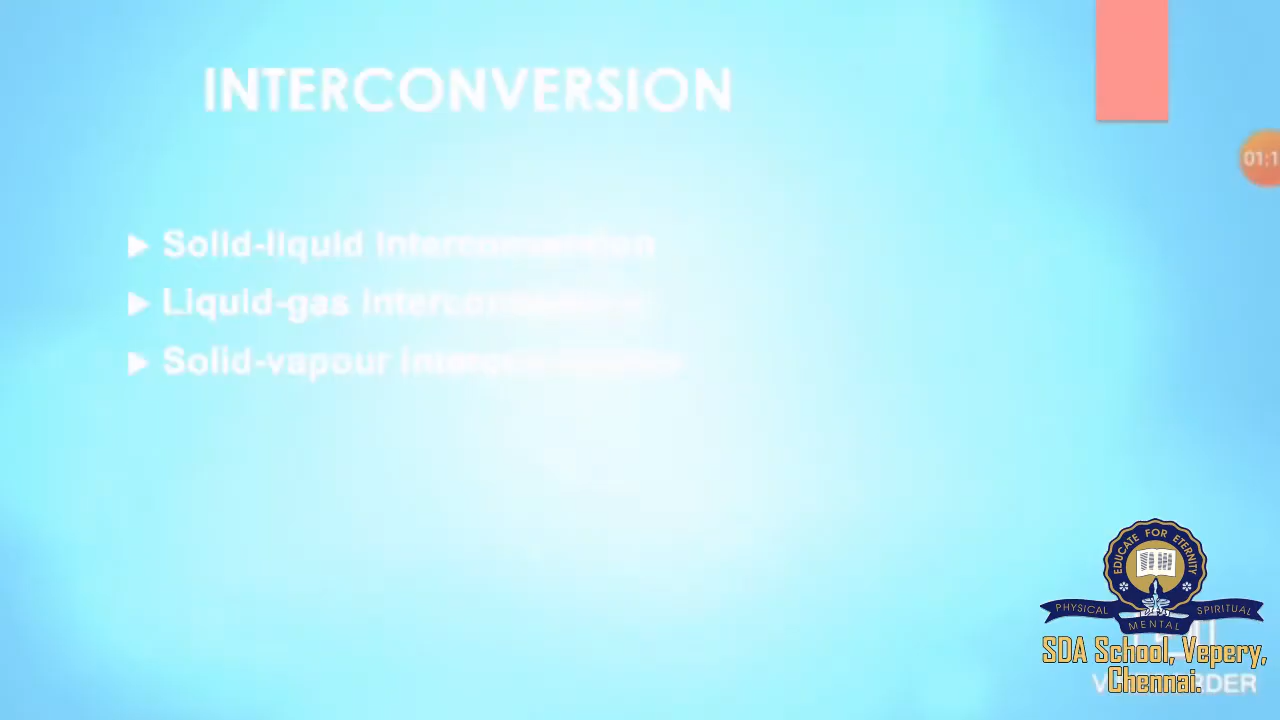 INTERCONVERSION
Solid-liquid interconversion
Liquid-gas
Solid-vapour
01:1
EDUCATE FOR ETERNITY
PHYSICAL
MENTAL
SPIRITUAL
SDA School, Vepery,
Chennai.